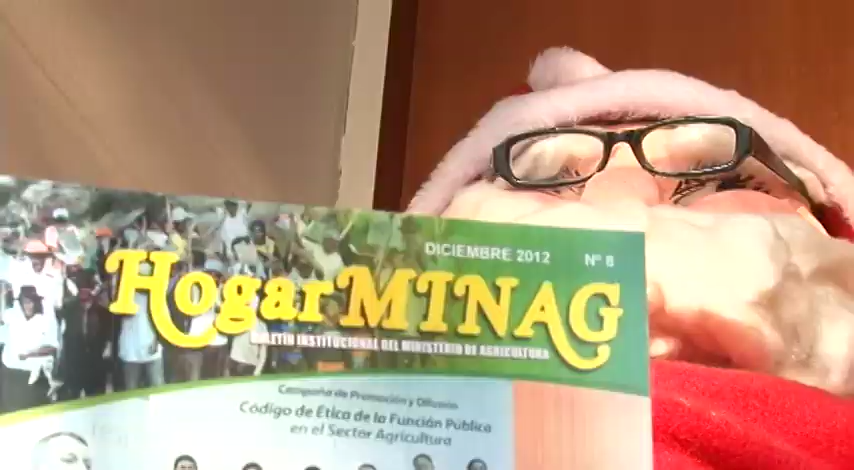 DICIEMBRE 2012 Nº 8
HogarMINAG
BOLETÍN INSTITUCIONAL DEL MINISTERIO DE AGRICULTURA
Campaña de Promoción y Difusión
Código de Ética de la Función Pública
en el Sector Agricultura